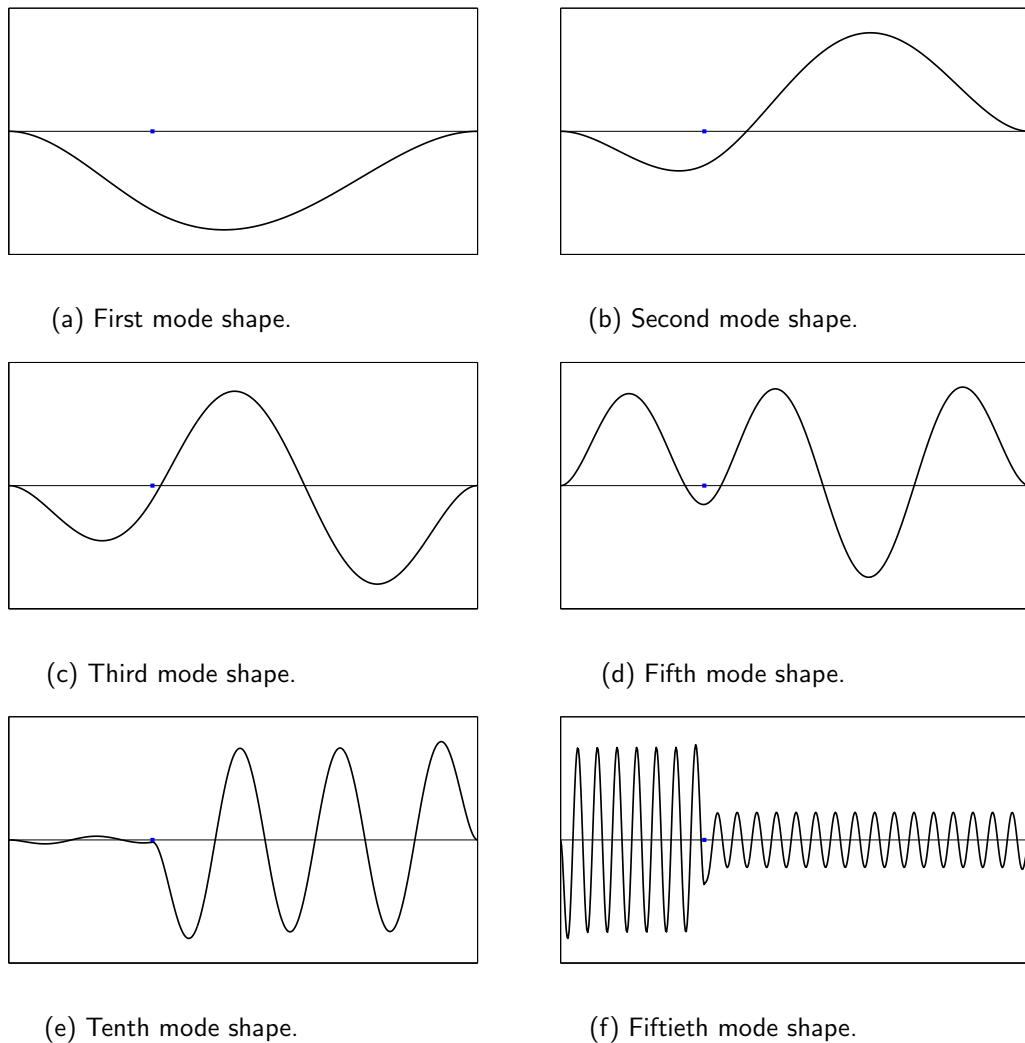 (a) First mode shape.
(b) Second mode shape.
(c) Third mode shape.
(d) Fifth mode shape.
(e) Tenth mode shape.
(f) Fiftieth mode shape.